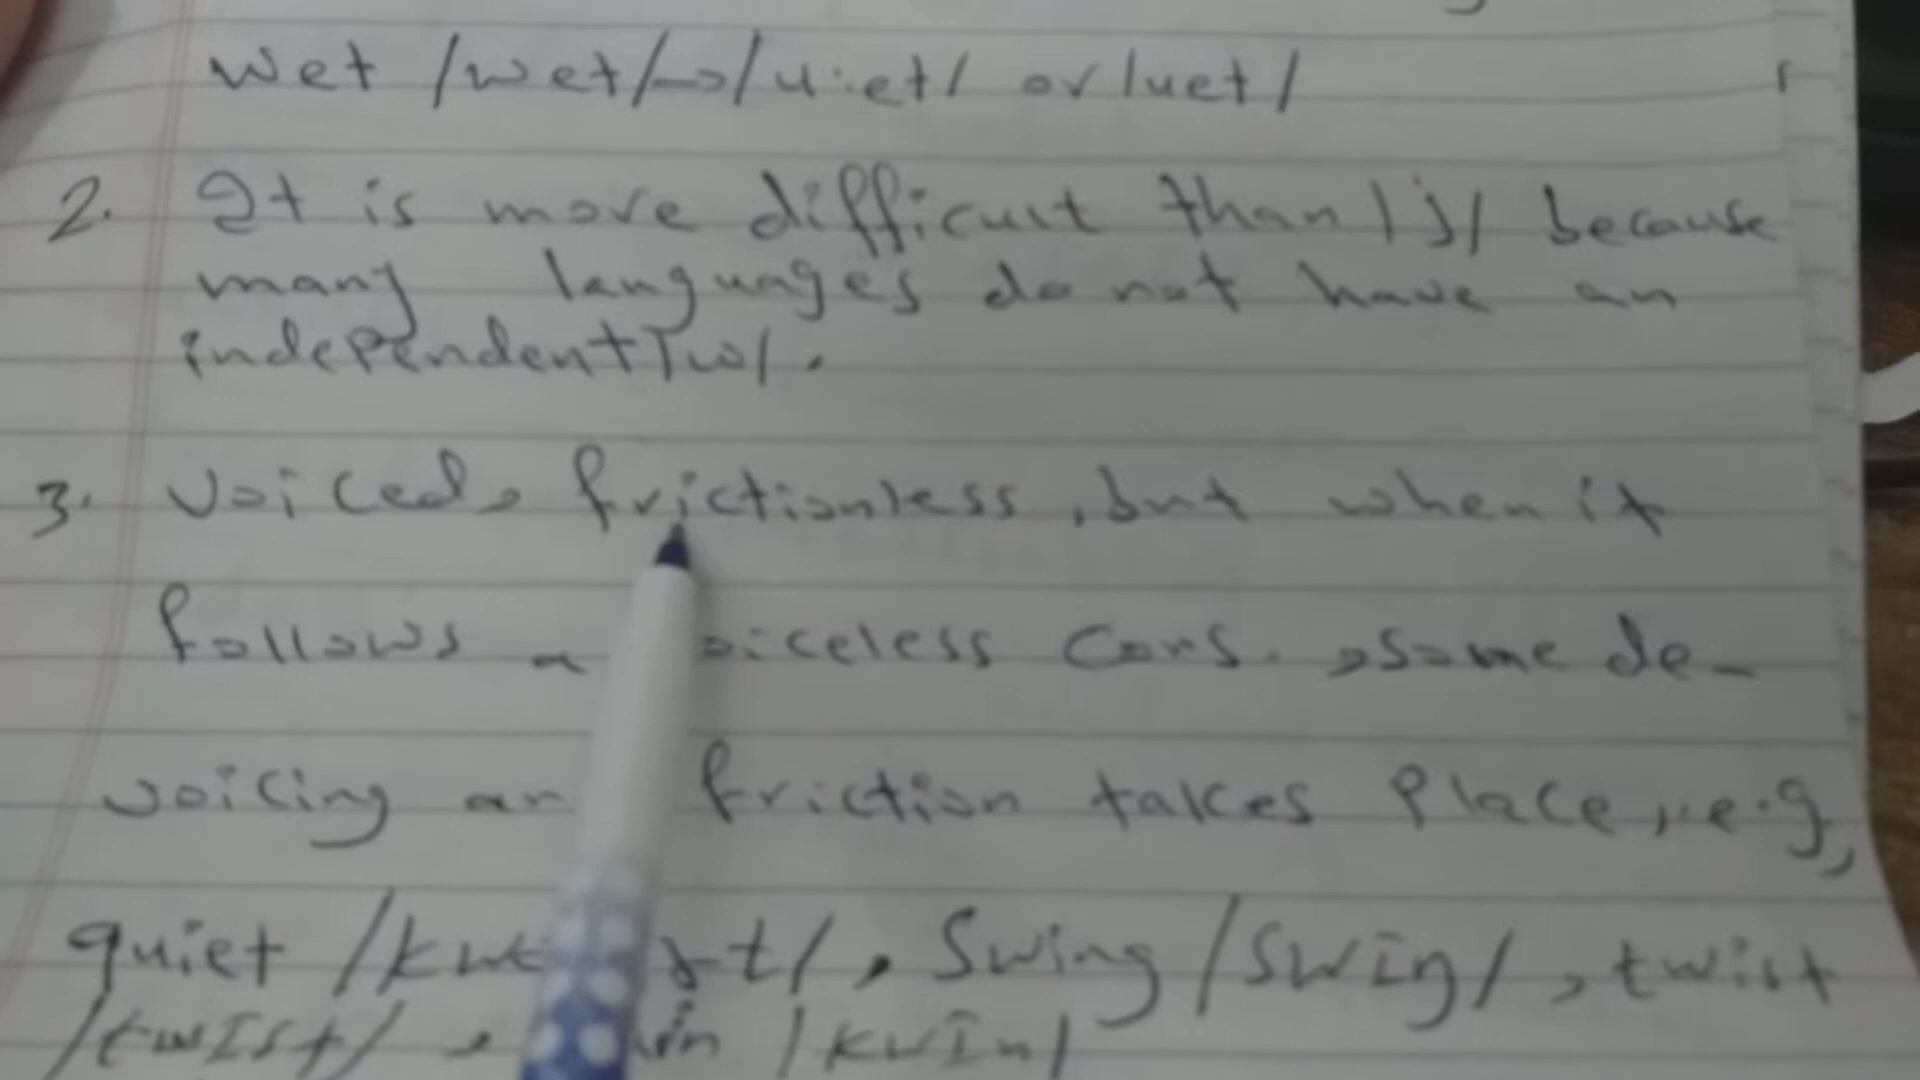 wet /wet/→/u:et/ or /uet/
2. It is more difficult than /j/ because
many languages do not have an
independent /w/.
3. Voiced, frictionless, but when it
follows a voiceless cons., some de-
voicing and friction takes place, e.g,
quiet /, swing /swɪŋ/, twist
/twɪst/, /kwɪn/